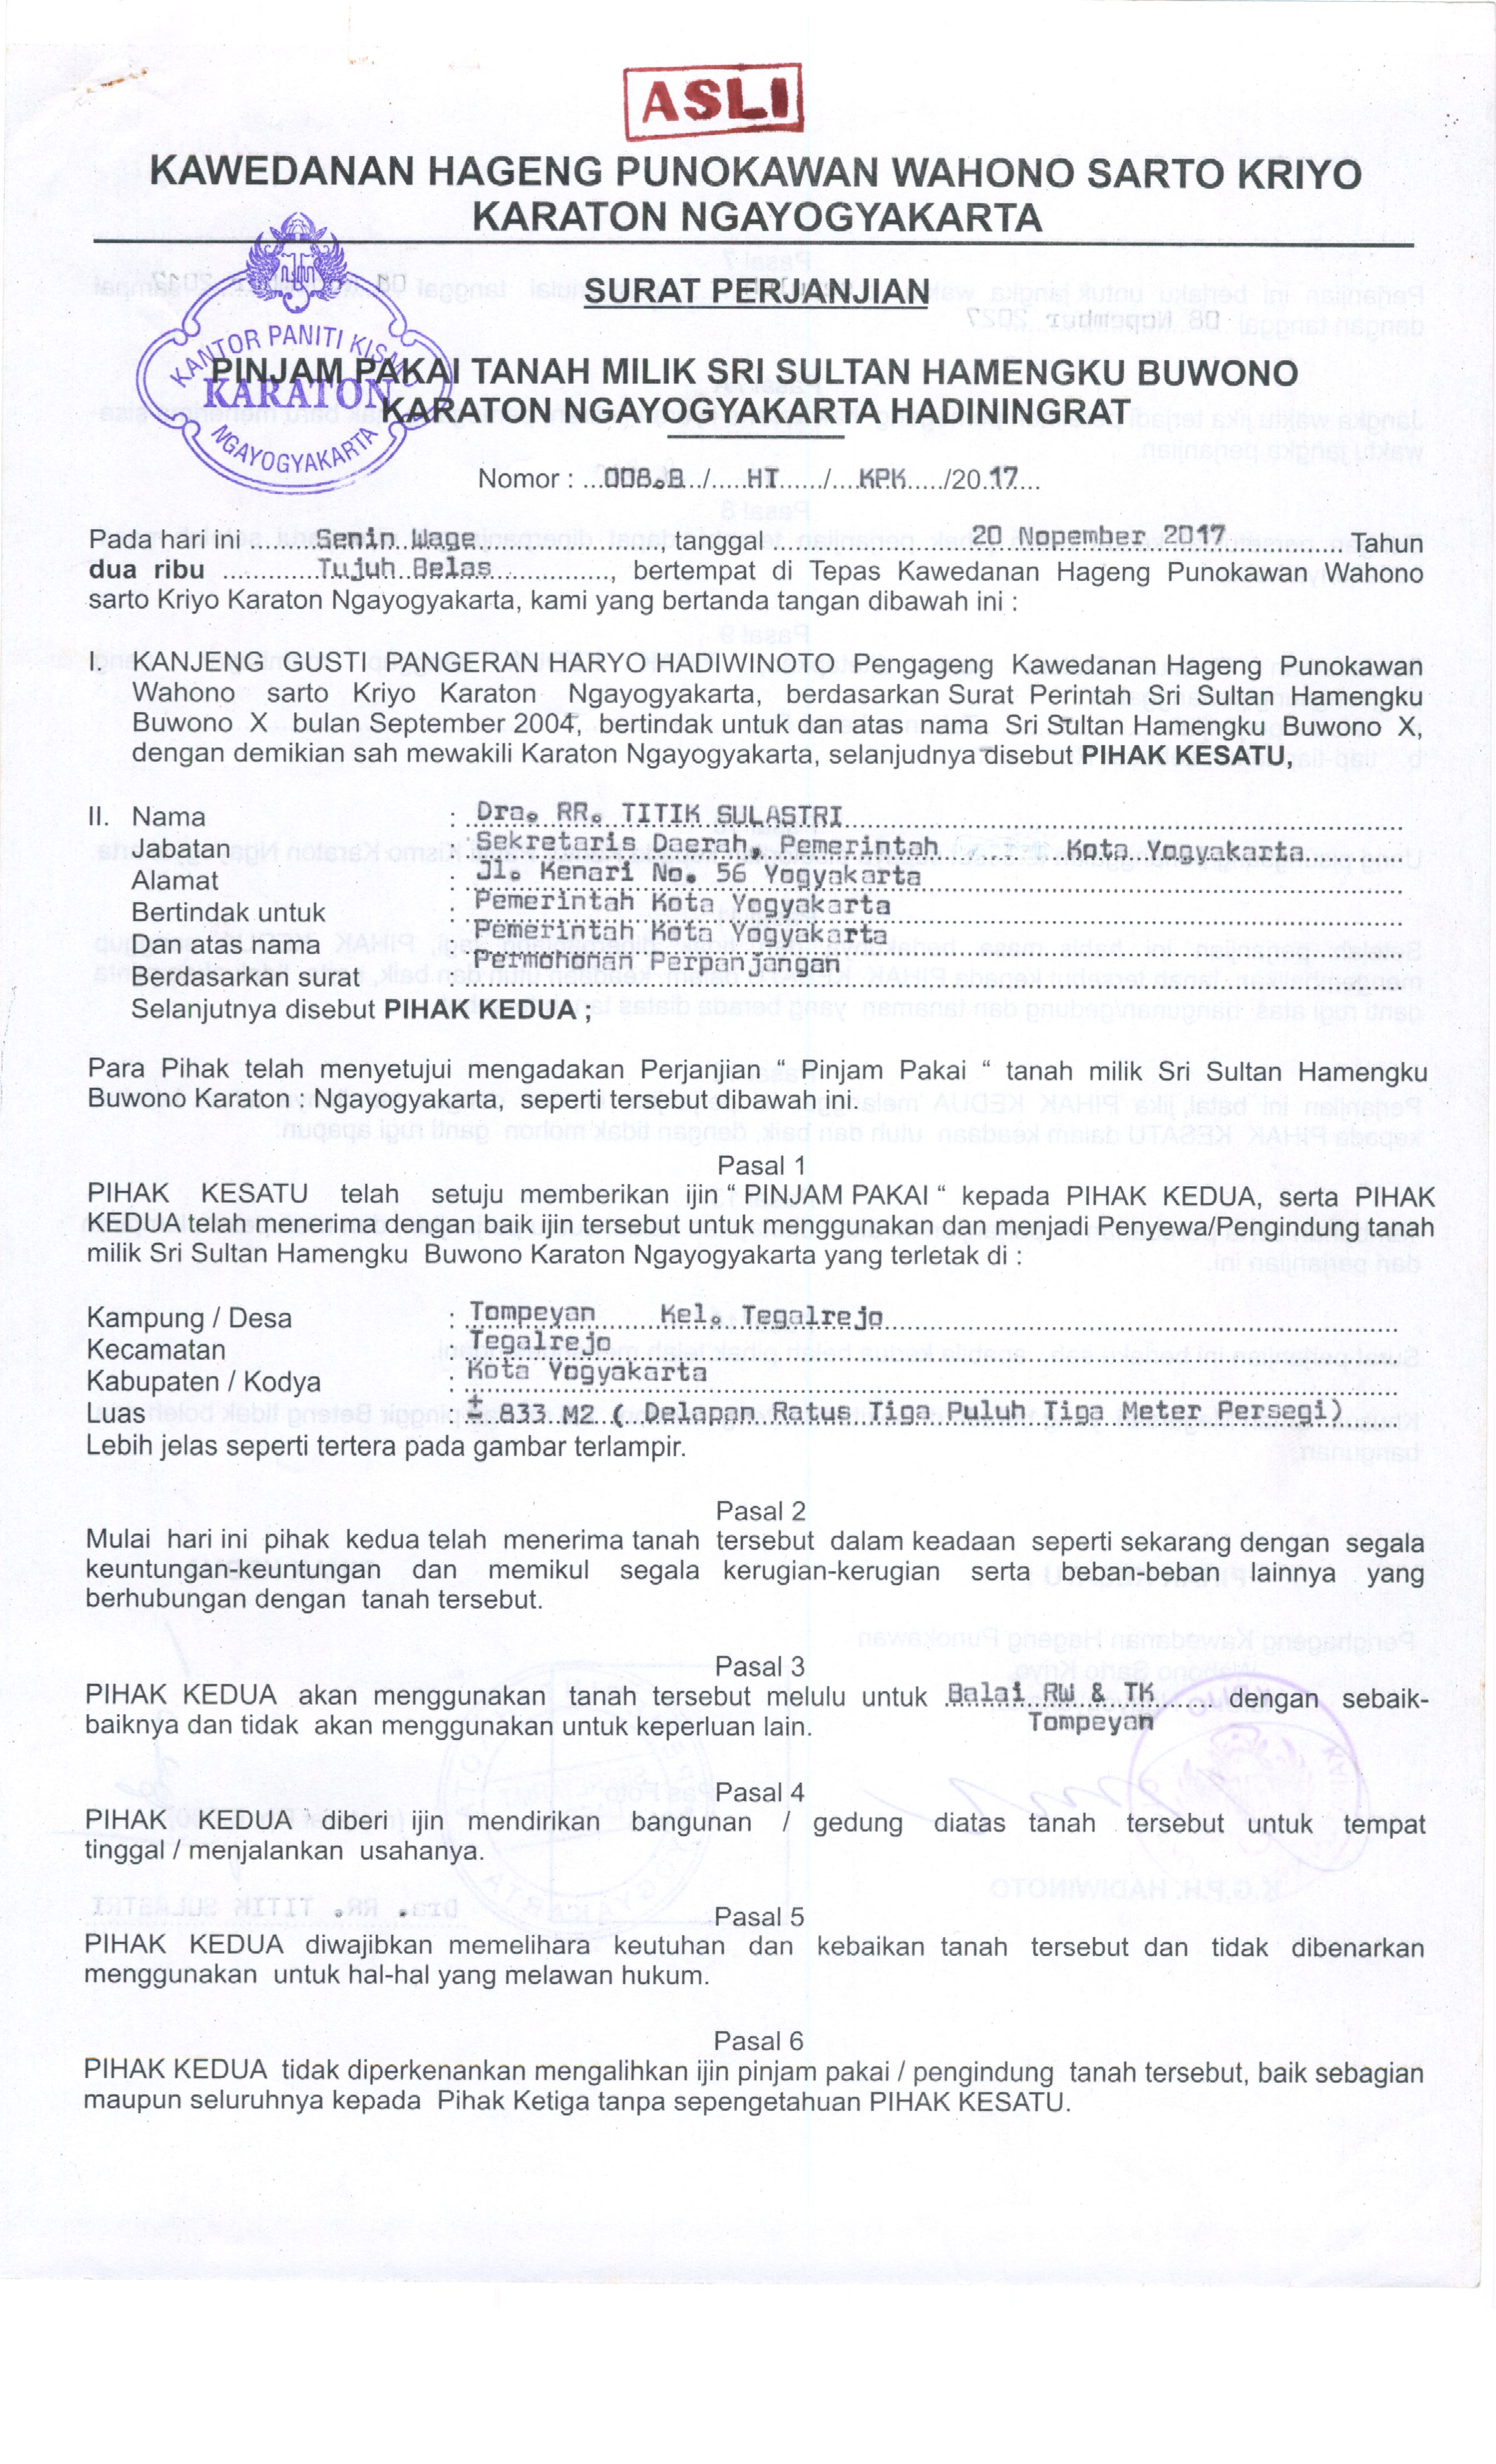 ASLI
KAWEDANAN HAGENG PUNOKAWAN WAHONO SARTO KRIYO
KARATON NGAYOGYAKARTA
SURAT PERJANJIAN
KANTOR PANITI KISMO
KARATON
NGAYOGYAKARTA
PINJAM PAKAI TANAH MILIK SRI SULTAN HAMENGKU BUWONO
KARATON NGAYOGYAKARTA HADININGRAT
Nomor : ...008.B../.....HI....../....KPK...../20.17....
Pada hari ini ........Semin Wage......................, tanggal ........................20 Nopember 2017............... Tahun
dua ribu ............Tujuh Belas..............., bertempat di Tepas Kawedanan Hageng Punokawan Wahono
sarto Kriyo Karaton Ngayogyakarta, kami yang bertanda tangan dibawah ini :
I. KANJENG GUSTI PANGERAN HARYO HADIWINOTO Pengageng Kawedanan Hageng Punokawan
Wahono sarto Kriyo Karaton Ngayogyakarta, berdasarkan Surat Perintah Sri Sultan Hamengku
Buwono X bulan September 2004, bertindak untuk dan atas nama Sri Sultan Hamengku Buwono X,
dengan demikian sah mewakili Karaton Ngayogyakarta, selanjudnya disebut PIHAK KESATU,
II. Nama : Dra. RR. TITIK SULASTRI
Jabatan : Sekretaris Daerah, Pemerintah Kota Yogyakarta
Alamat : Jl. Kenari No. 56 Yogyakarta
Bertindak untuk : Pemerintah Kota Yogyakarta
Dan atas nama : Pemerintah Kota Yogyakarta
Berdasarkan surat : Permohonan Perpanjangan
Selanjutnya disebut PIHAK KEDUA ;
Para Pihak telah menyetujui mengadakan Perjanjian “ Pinjam Pakai “ tanah milik Sri Sultan Hamengku
Buwono Karaton : Ngayogyakarta, seperti tersebut dibawah ini.
Pasal 1
PIHAK KESATU telah setuju memberikan ijin “ PINJAM PAKAI “ kepada PIHAK KEDUA, serta PIHAK
KEDUA telah menerima dengan baik ijin tersebut untuk menggunakan dan menjadi Penyewa/Pengindung tanah
milik Sri Sultan Hamengku Buwono Karaton Ngayogyakarta yang terletak di :
Kampung / Desa : Tompeyan Kel. Tegalrejo
Kecamatan : Tegalrejo
Kabupaten / Kodya : Kota Yogyakarta
Luas : ± 833 M2 ( Delapan Ratus Tiga Puluh Tiga Meter Persegi)
Lebih jelas seperti tertera pada gambar terlampir.
Pasal 2
Mulai hari ini pihak kedua telah menerima tanah tersebut dalam keadaan seperti sekarang dengan segala
keuntungan-keuntungan dan memikul segala kerugian-kerugian serta beban-beban lainnya yang
berhubungan dengan tanah tersebut.
Pasal 3
PIHAK KEDUA akan menggunakan tanah tersebut melulu untuk Balai RW & TK dengan sebaik-
baiknya dan tidak akan menggunakan untuk keperluan lain. Tompeyan
Pasal 4
PIHAK KEDUA diberi ijin mendirikan bangunan / gedung diatas tanah tersebut untuk tempat
tinggal / menjalankan usahanya.
Pasal 5
PIHAK KEDUA diwajibkan memelihara keutuhan dan kebaikan tanah tersebut dan tidak dibenarkan
menggunakan untuk hal-hal yang melawan hukum.
Pasal 6
PIHAK KEDUA tidak diperkenankan mengalihkan ijin pinjam pakai / pengindung tanah tersebut, baik sebagian
maupun seluruhnya kepada Pihak Ketiga tanpa sepengetahuan PIHAK KESATU.